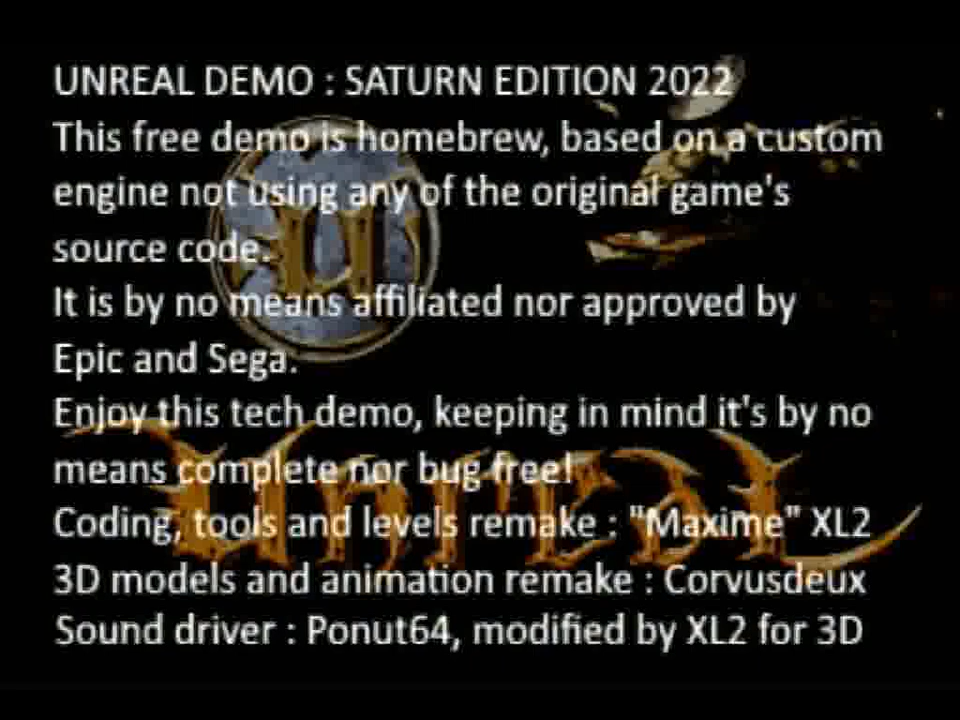 UNREAL DEMO : SATURN EDITION 2022
This free demo is homebrew, based on a custom
engine not using any of the original game's
source code.
It is by no means affiliated nor approved by
Epic and Sega.
Enjoy this tech demo, keeping in mind it's by no
means complete nor bug free!
Coding, tools and levels remake : "Maxime" XL2
3D models and animation remake : Corvusdeux
Sound driver : Ponut64, modified by XL2 for 3D
U
Unreal